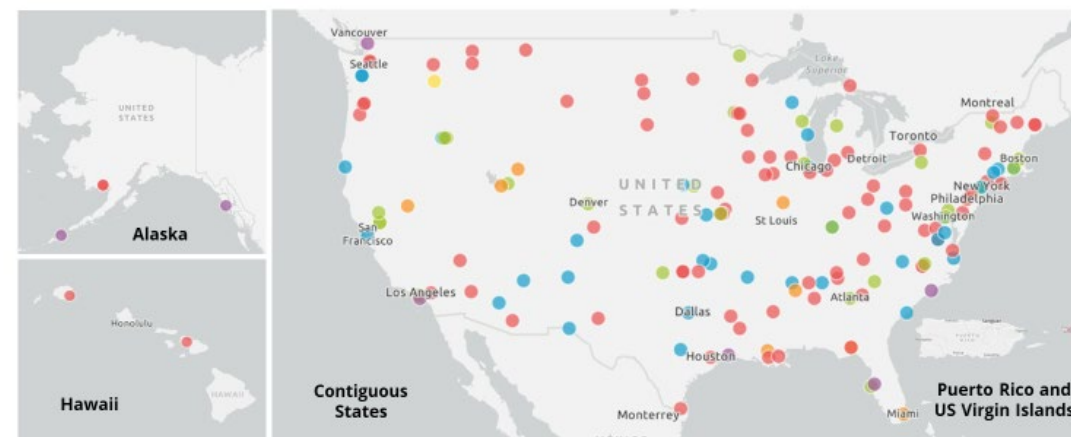 UNITED
STATES
Alaska
Honolulu
HAWAII
Hawaii
Vancouver
Seattle
Lake
Superior
Montreal
Toronto
Boston
Chicago
Detroit
New York
Philadelphia
UNITED
STATES
Denver
St Louis
Washington
San
Francisco
Los Angeles
Atlanta
Dallas
Houston
Contiguous
States
Monterrey
Miami
Puerto Rico and
US Virgin Islands